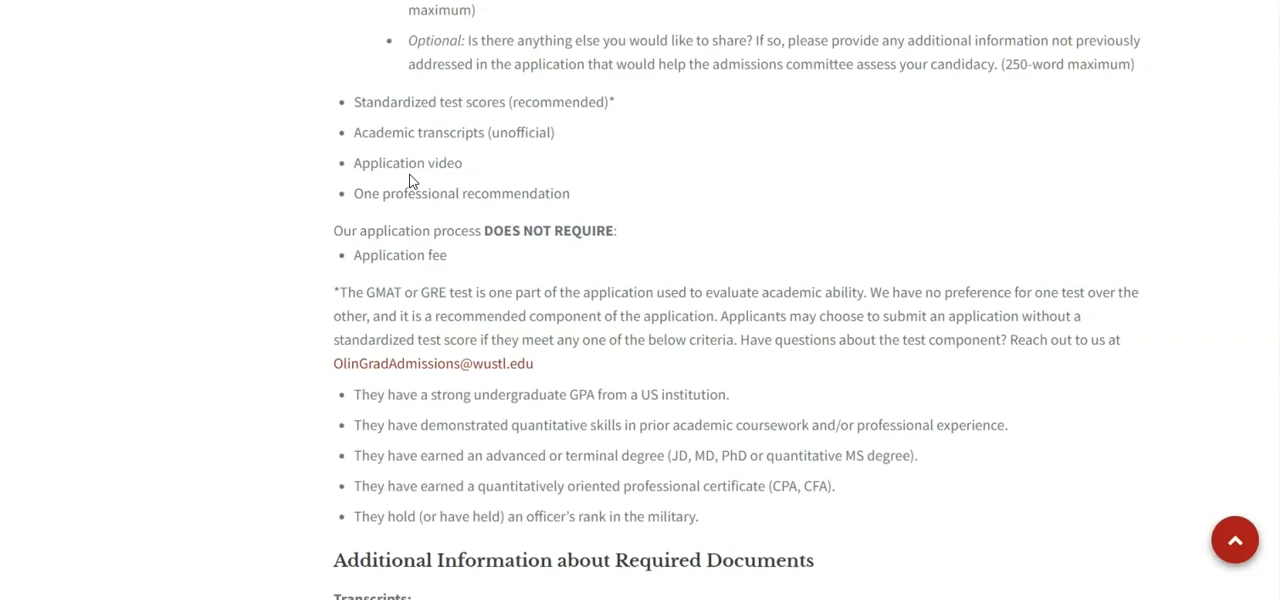 maximum)
Optional: Is there anything else you would like to share? If so, please provide any additional information not previously
addressed in the application that would help the admissions committee assess your candidacy. (250-word maximum)
Standardized test scores (recommended)*
Academic transcripts (unofficial)
Application video
One professional recommendation
Our application process DOES NOT REQUIRE:
Application fee
*The GMAT or GRE test is one part of the application used to evaluate academic ability. We have no preference for one test over the
other, and it is a recommended component of the application. Applicants may choose to submit an application without a
standardized test score if they meet any one of the below criteria. Have questions about the test component? Reach out to us at
OlinGradAdmissions@wustl.edu
They have a strong undergraduate GPA from a US institution.
They have demonstrated quantitative skills in prior academic coursework and/or professional experience.
They have earned an advanced or terminal degree (JD, MD, PhD or quantitative MS degree).
They have earned a quantitatively oriented professional certificate (CPA, CFA).
They hold (or have held) an officer’s rank in the military.
Additional Information about Required Documents
Transcripts: